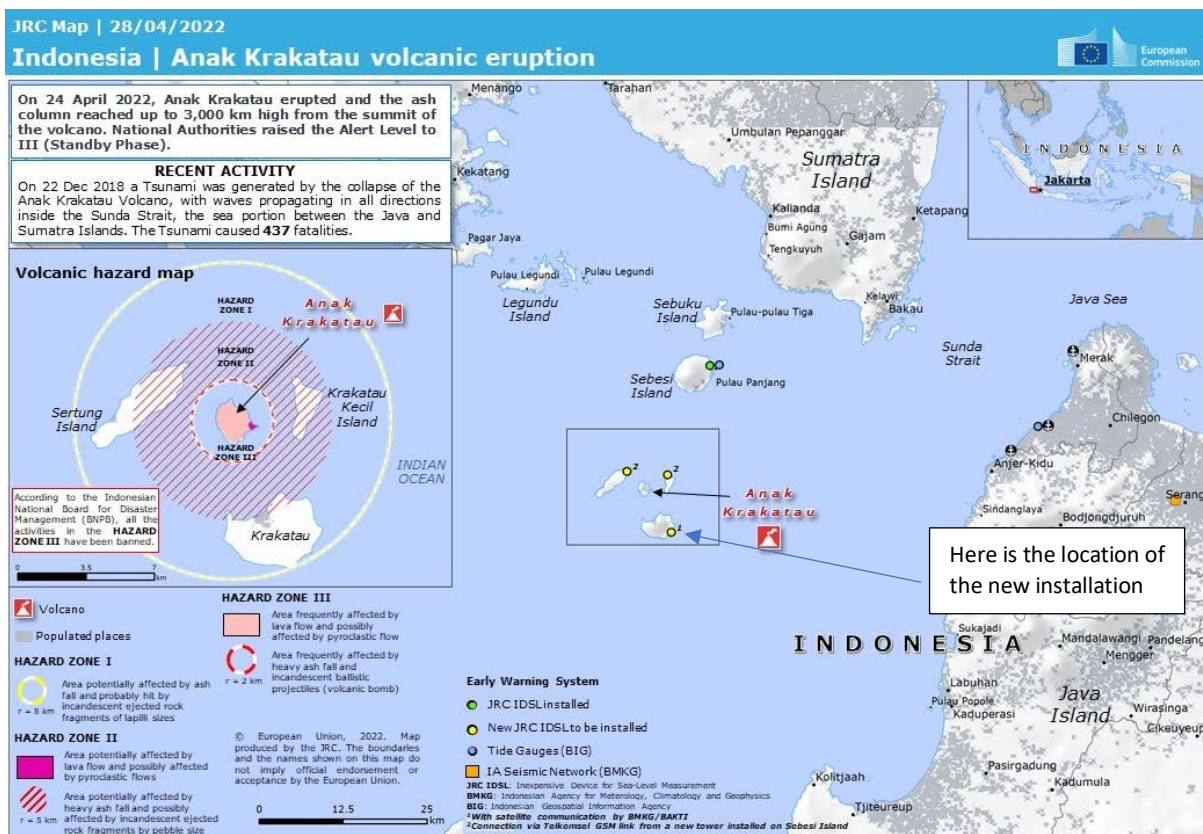 JRC Map | 28/04/2022
Indonesia | Anak Krakatau volcanic eruption
European
Commission
On 24 April 2022, Anak Krakatau erupted and the ash
column reached up to 3,000 km high from the summit of
the volcano. National Authorities raised the Alert Level to
III (Standby Phase).
RECENT ACTIVITY
On 22 Dec 2018 a Tsunami was generated by the collapse of the
Anak Krakatau Volcano, with waves propagating in all directions
inside the Sunda Strait, the sea portion between the Java and
Sumatra Islands. The Tsunami caused 437 fatalities.
Menango
Tarahan
Umbulan Pepanggar
Sumatra
Island
Kekatang
Kalianda
Bumi Agung
Tengkuyuh
Gajam
Ketapang
Pagar Jaya
Pulau Legundi
Pulau Legundi
Legundu
Island
Sebuku
Island
Pulau-pulau Tiga
Kelawi
Bakau
Java Sea
Sunda
Strait
Merak
Sebesi
Island
Pulau Panjang
Chilegon
Anjer-Kidu
Serang
Sindanglaya
Bodjongdjuruh
INDONESIA
Jakarta
Volcanic hazard map
HAZARD
ZONE I
Anak
Krakatau
HAZARD
ZONE II
Sertung
Island
Krakatau
Kecil
Island
HAZARD
ZONE III
INDIAN
OCEAN
According to the Indonesian
National Board for Disaster
Management (BNPB), all the
activities in the HAZARD
ZONE III have been banned.
Krakatau
0 3.5 7
km
2
2
Anak
Krakatau
1
Here is the location of
the new installation
Sukajadi
INDONESIA
Mandalawangi
Pandelang
Mengger
Labuhan
Pulau Popole
Kaduperasi
Java
Island
Wirasinga
Cikeuyeup
Pasirgadung
Kadumula
Kolitjaah
Tjiteureup
Volcano
Populated places
HAZARD ZONE I
r = 8 km
Area potentially affected by ash
fall and probably hit by
incandescent ejected rock
fragments of lapilli sizes
HAZARD ZONE II
Area potentially affected by
lava flow and possibly affected
by pyroclastic flows
r = 5 km
Area potentially affected by
heavy ash fall and possibly
affected by incandescent ejected
rock fragments by pebble size
HAZARD ZONE III
Area frequently affected by
lava flow and possibly
affected by pyroclastic flow
r = 2 km
Area frequently affected by
heavy ash fall and
incandescent ballistic
projectiles (volcanic bomb)
© European Union, 2022. Map
produced by the JRC. The boundaries
and the names shown on this map do
not imply official endorsement or
acceptance by the European Union.
0 12.5 25
km
Early Warning System
JRC IDSL installed
New JRC IDSL to be installed
Tide Gauges (BIG)
IA Seismic Network (BMKG)
JRC IDSL: Inexpensive Device for Sea-Level Measurement
BMKG: Indonesian Agency for Meterology, Climatology and Geophysics
BIG: Indonesian Geospatial Information Agency
1With satellite communication by BMKG/BAKTI
2Connection via Telkomsel GSM link from a new tower installed on Sebesi Island